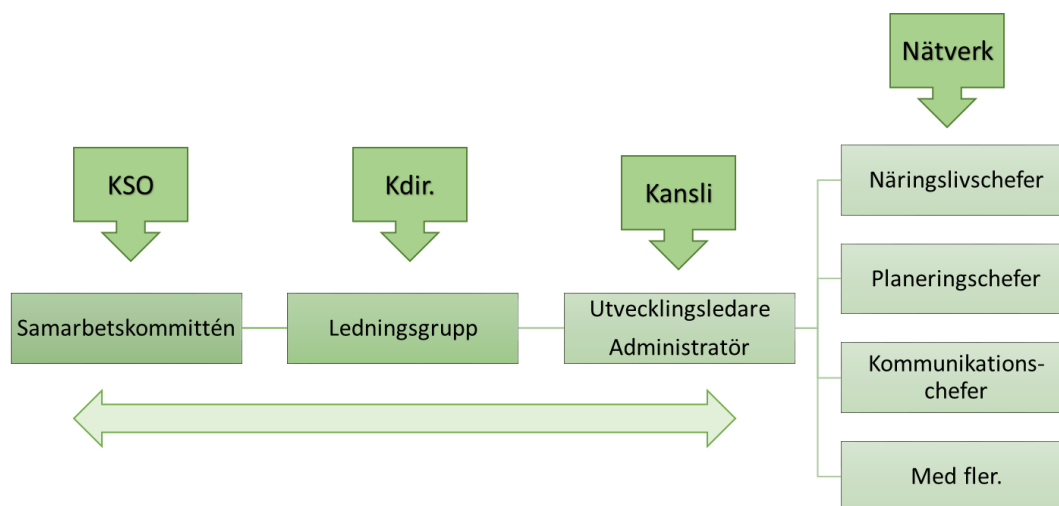 Nätverk
KSO
Kdir.
Kansli
Näringslivschefer
Planeringschefer
Samarbetskommittén
Ledningsgrupp
Utvecklingsledare
Administratör
Kommunikations-
chefer
Med fler.